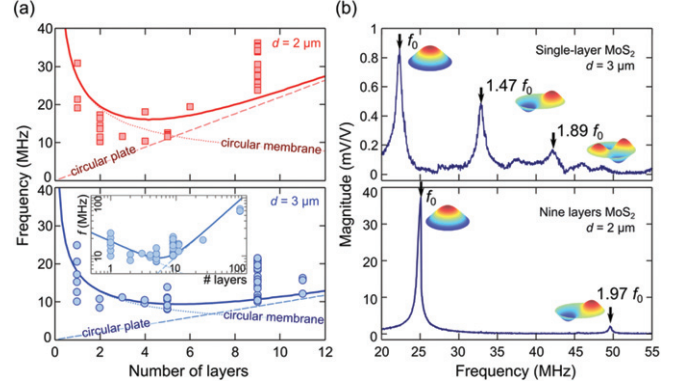 (a)
40
d = 2 µm
30
20
10
circular membrane
circular plate
0
Frequency (MHz)
40
d = 3 µm
30
20
10
0
f (MHz)
100
10
1
10
100
# layers
circular plate
circular membrane
0
2
4
6
8
10
12
Number of layers
(b)
1
0.8
0.6
0.4
0.2
0
f0
Single-layer MoS2
d = 3 µm
1.47 f0
1.89 f0
Magnitude (mV/V)
40
30
20
10
0
f0
Nine layers MoS2
d = 2 µm
1.97 f0
20
25
30
35
40
45
50
55
Frequency (MHz)